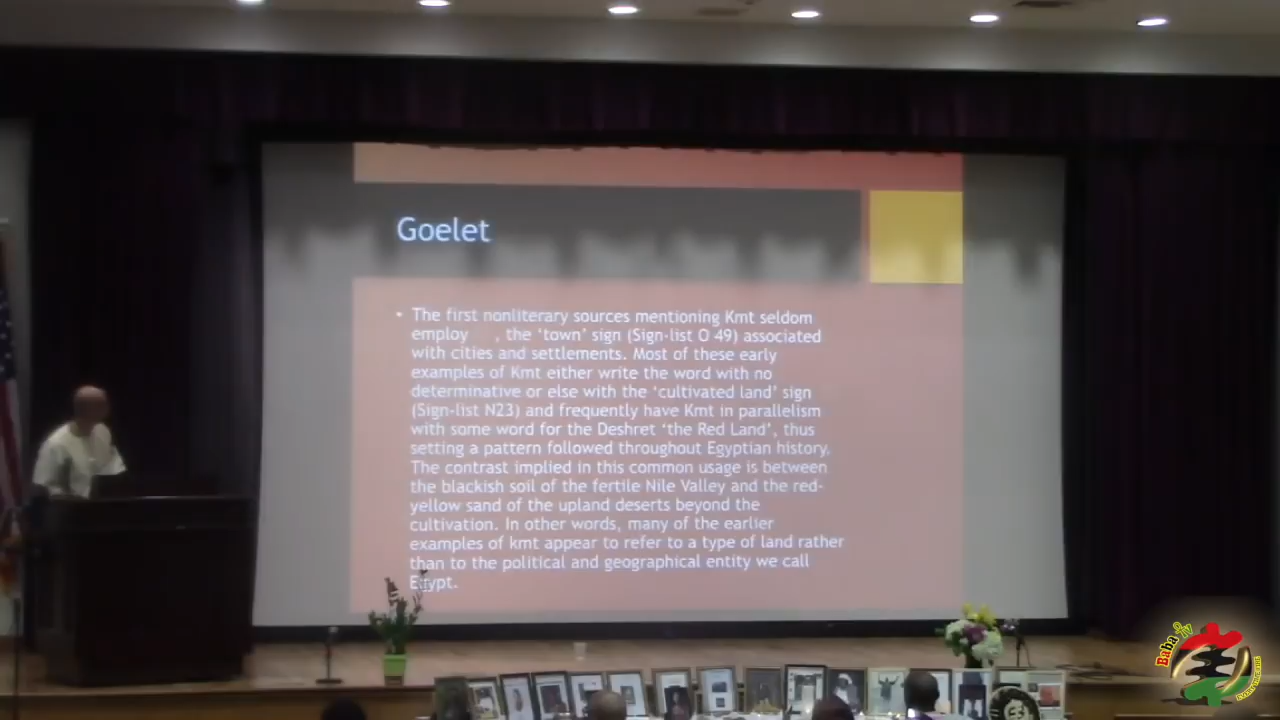 Goelet
• The first nonliterary sources mentioning Kmt seldom
employ , the ‘town’ sign (Sign-list O 49) associated
with cities and settlements. Most of these early
examples of Kmt either write the word with no
determinative or else with the ‘cultivated land’ sign
(Sign-list N23) and frequently have Kmt in parallelism
with some word for the Deshret ‘the Red Land’, thus
setting a pattern followed throughout Egyptian history.
The contrast implied in this common usage is between
the blackish soil of the fertile Nile Valley and the red-
yellow sand of the upland deserts beyond the
cultivation. In other words, many of the earlier
examples of kmt appear to refer to a type of land rather
than to the political and geographical entity we call
Egypt.
Baba
TV